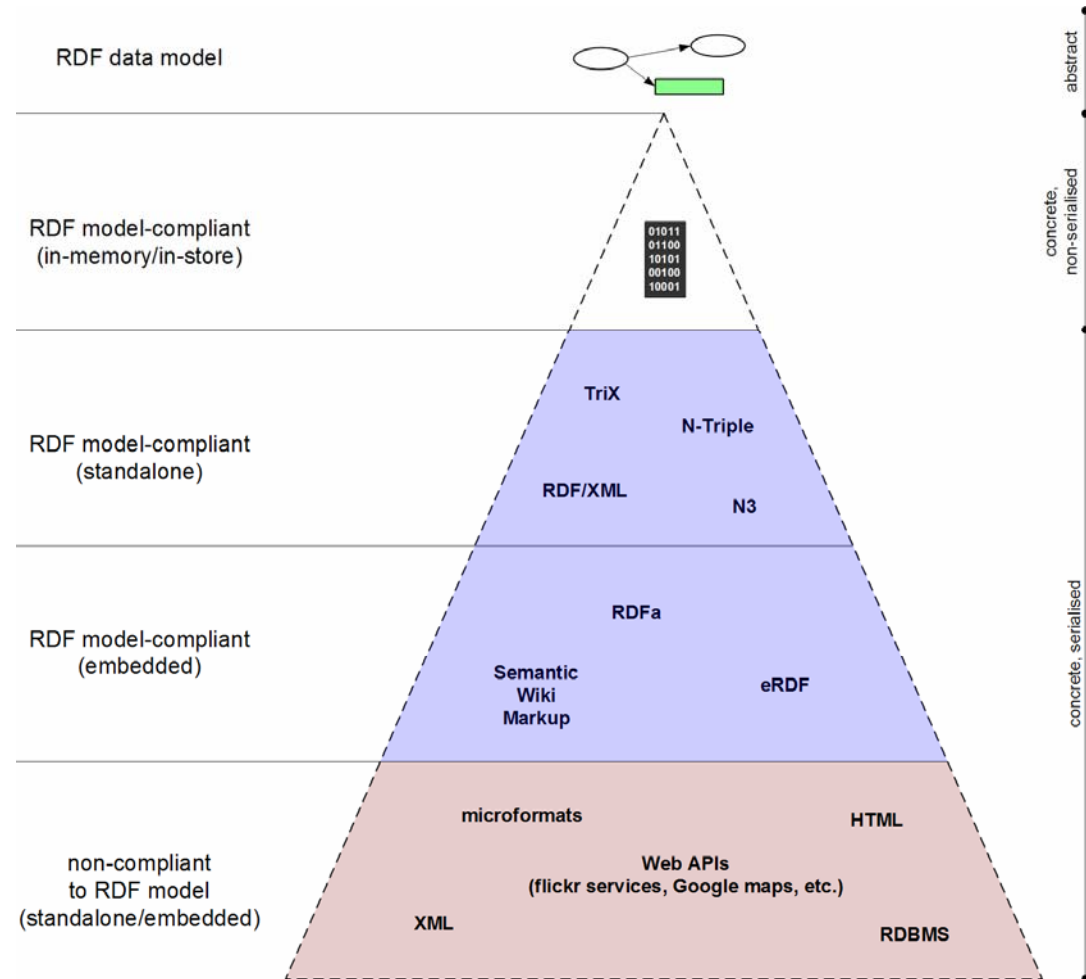 RDF data model
abstract
RDF model-compliant
(in-memory/in-store)
01011
01100
10101
00100
10001
concrete,
non-serialised
RDF model-compliant
(standalone)
TriX
N-Triple
RDF/XML
N3
RDF model-compliant
(embedded)
RDFa
Semantic
Wiki
Markup
eRDF
concrete, serialised
non-compliant
to RDF model
(standalone/embedded)
microformats
HTML
Web APIs
(flickr services, Google maps, etc.)
XML
RDBMS